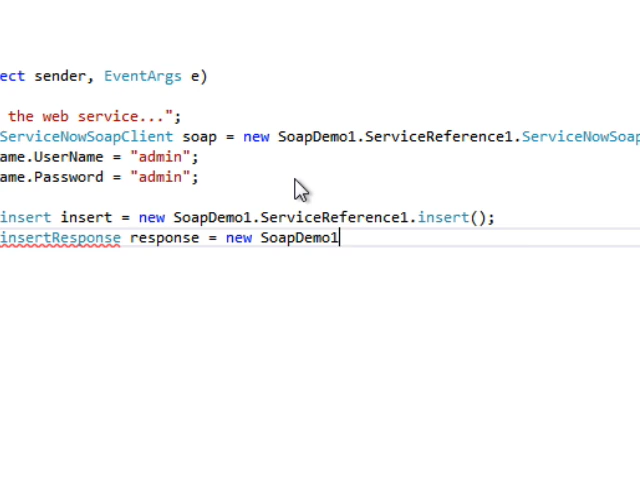 ect sender, EventArgs e)
the web service...";
ServiceNowSoapClient soap = new SoapDemo1.ServiceReference1.ServiceNowSoap
ame.UserName = "admin";
ame.Password = "admin";
insert insert = new SoapDemo1.ServiceReference1.insert();
insertResponse response = new SoapDemo1